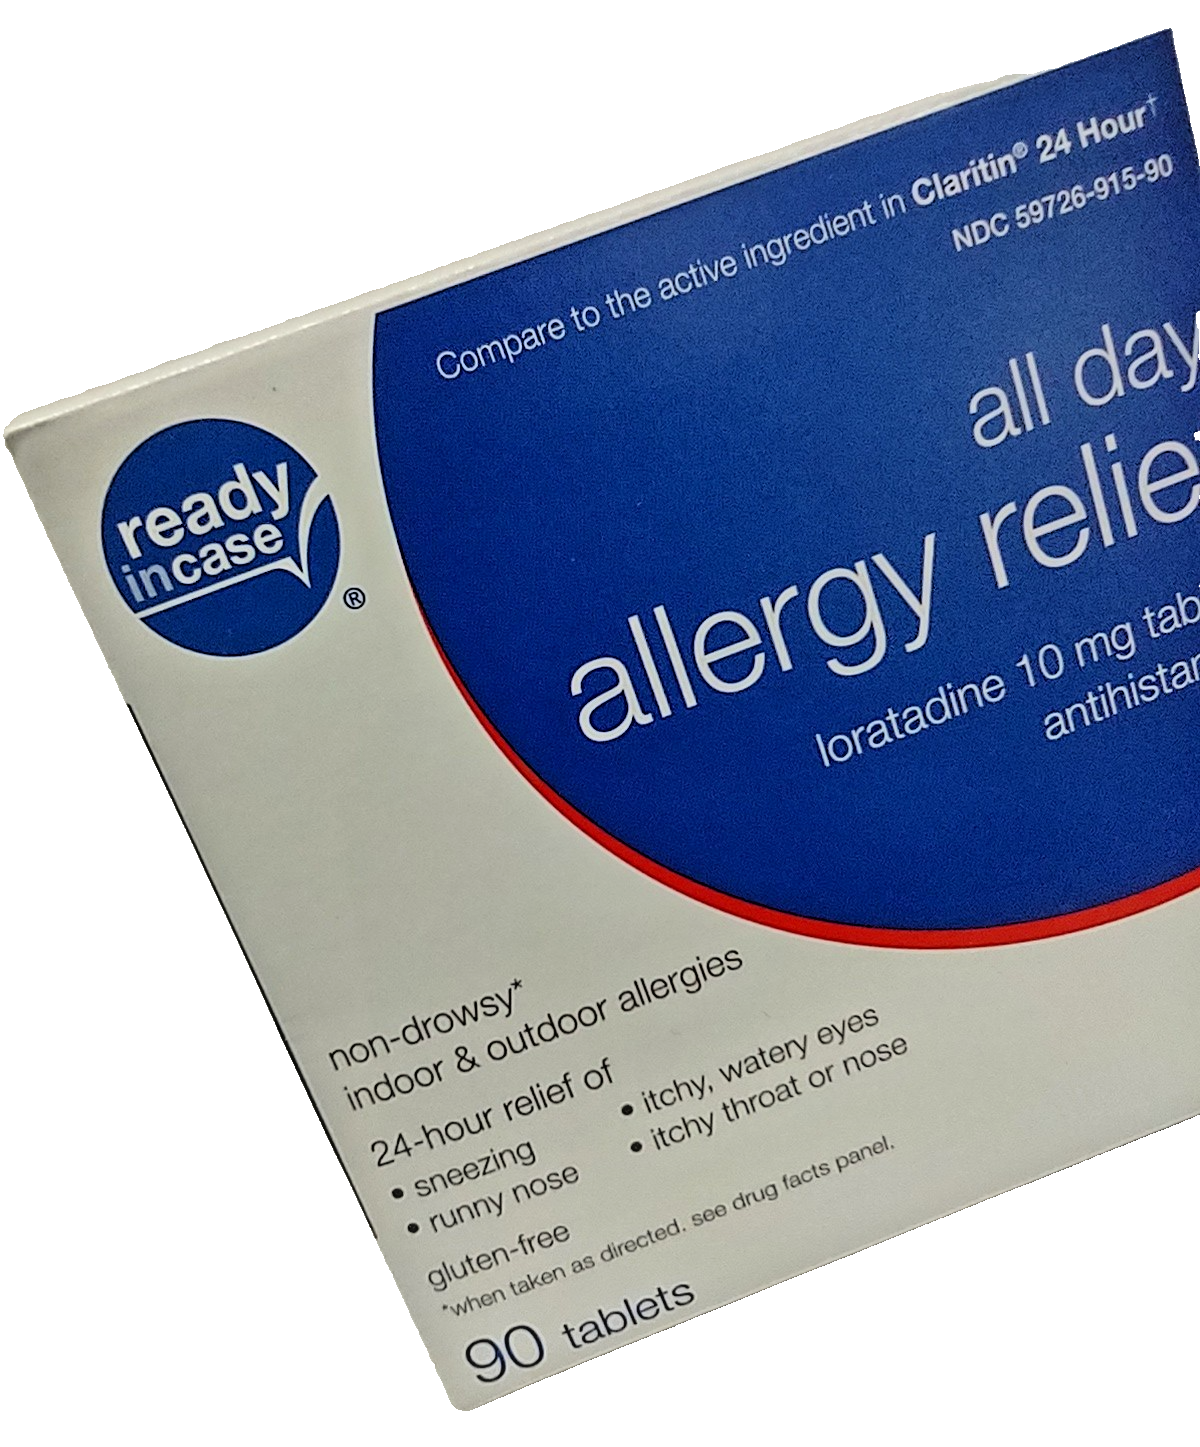 Compare to the active ingredient in Claritin® 24 Hour†
NDC 59726-915-90
ready
incase
®
all day
allergy relie
loratadine 10 mg tab
antihistar
non-drowsy*
indoor & outdoor allergies
24-hour relief of
• sneezing
• runny nose
• itchy, watery eyes
• itchy throat or nose
gluten-free
*when taken as directed. see drug facts panel.
90 tablets